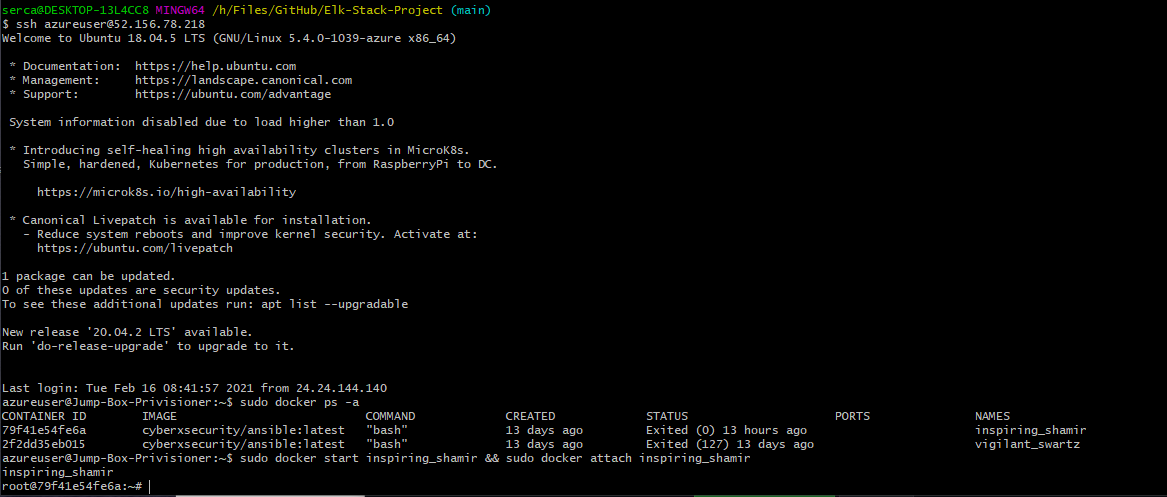 serca@DESKTOP-13L4CC8 MINGW64 /h/Files/GitHub/Elk-Stack-Project (main)
$ ssh azureuser@52.156.78.218
Welcome to Ubuntu 18.04.5 LTS (GNU/Linux 5.4.0-1039-azure x86_64)
* Documentation:  https://help.ubuntu.com
* Management:     https://landscape.canonical.com
* Support:        https://ubuntu.com/advantage
System information disabled due to load higher than 1.0
* Introducing self-healing high availability clusters in MicroK8s.
Simple, hardened, Kubernetes for production, from RaspberryPi to DC.
https://microk8s.io/high-availability
* Canonical Livepatch is available for installation.
- Reduce system reboots and improve kernel security. Activate at:
https://ubuntu.com/livepatch
1 package can be updated.
0 of these updates are security updates.
To see these additional updates run: apt list --upgradable
New release '20.04.2 LTS' available.
Run 'do-release-upgrade' to upgrade to it.
Last login: Tue Feb 16 08:41:57 2021 from 24.24.144.140
azureuser@Jump-Box-Privisioner:~$ sudo docker ps -a
CONTAINER ID        IMAGE                          COMMAND             CREATED             STATUS                     PORTS               NAMES
79f41e54fe6a        cyberxsecurity/ansible:latest   "bash"              13 days ago         Exited (0) 13 hours ago                        inspiring_shamir
2f2dd35eb015        cyberxsecurity/ansible:latest   "bash"              13 days ago         Exited (127) 13 days ago                       vigilant_swartz
azureuser@Jump-Box-Privisioner:~$ sudo docker start inspiring_shamir && sudo docker attach inspiring_shamir
inspiring_shamir
root@79f41e54fe6a:~#